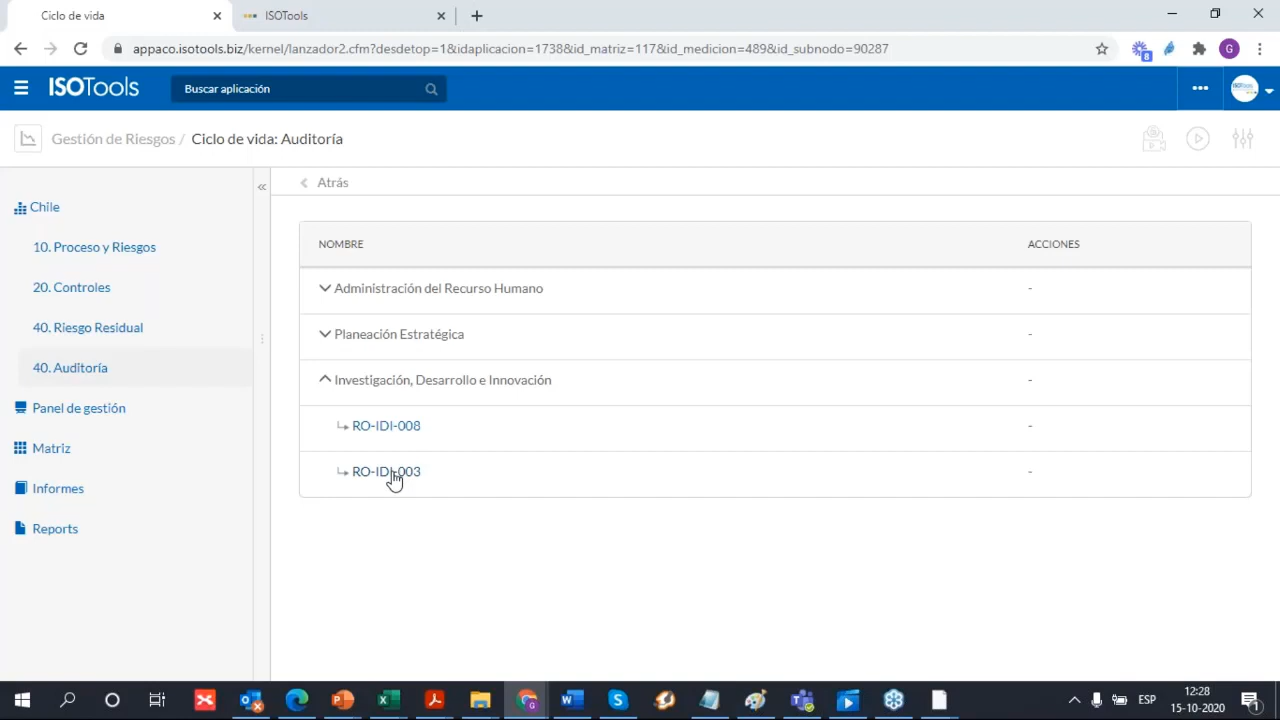 Ciclo de vida
ISOTools
appaco.isotools.biz/kernel/lanzador2.cfm?desdetop=1&idaplicacion=1738&id_matriz=117&id_medicion=489&id_subnodo=90287
8
G
ISOTools
Buscar aplicación
Gestión de Riesgos / Ciclo de vida: Auditoría
Chile
10. Proceso y Riesgos
20. Controles
40. Riesgo Residual
40. Auditoría
Panel de gestión
Matriz
Informes
Reports
« 
Atrás
NOMBRE ACCIONES
Administración del Recurso Humano -
Planeación Estratégica -
Investigación, Desarrollo e Innovación -
RO-IDI-008 -
RO-IDI-003 -
ESP
12:28
15-10-2020
1